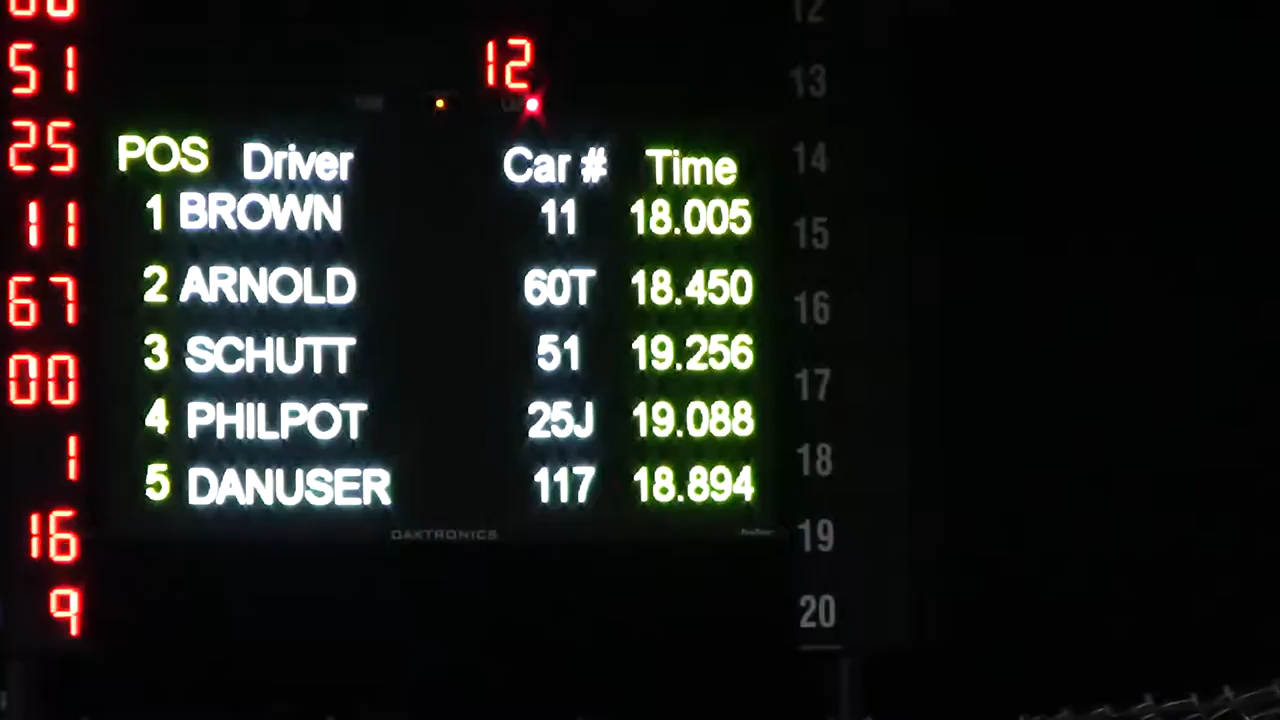 51
12
13
25
POS Driver Car # Time
14
11
1 BROWN 11 18.005
15
67
2 ARNOLD 60T 18.450
16
00
3 SCHUTT 51 19.256
17
1
4 PHILPOT 25J 19.088
18
16
5 DANUSER 117 18.894
19
DAKTRONICS
9
20